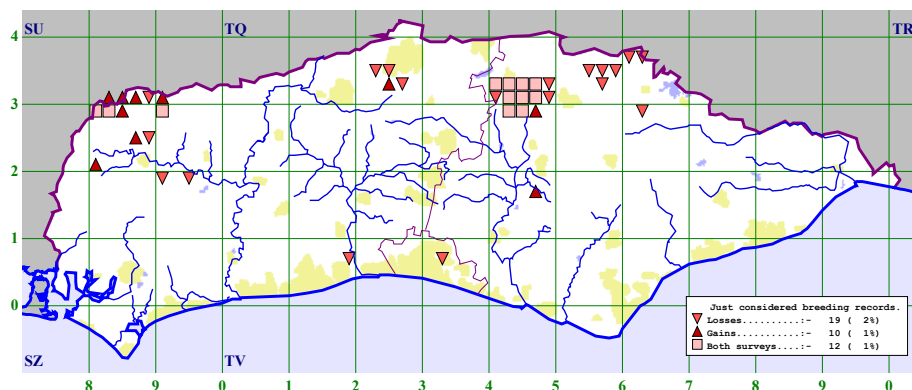 SU TQ TR
4
3
2
1
0
Just considered breeding records.
Losses..........:- 19 ( 2%)
Gains...........:- 10 ( 1%)
Both surveys....:- 12 ( 1%)
SZ TV
8 9 0 1 2 3 4 5 6 7 8 9 0